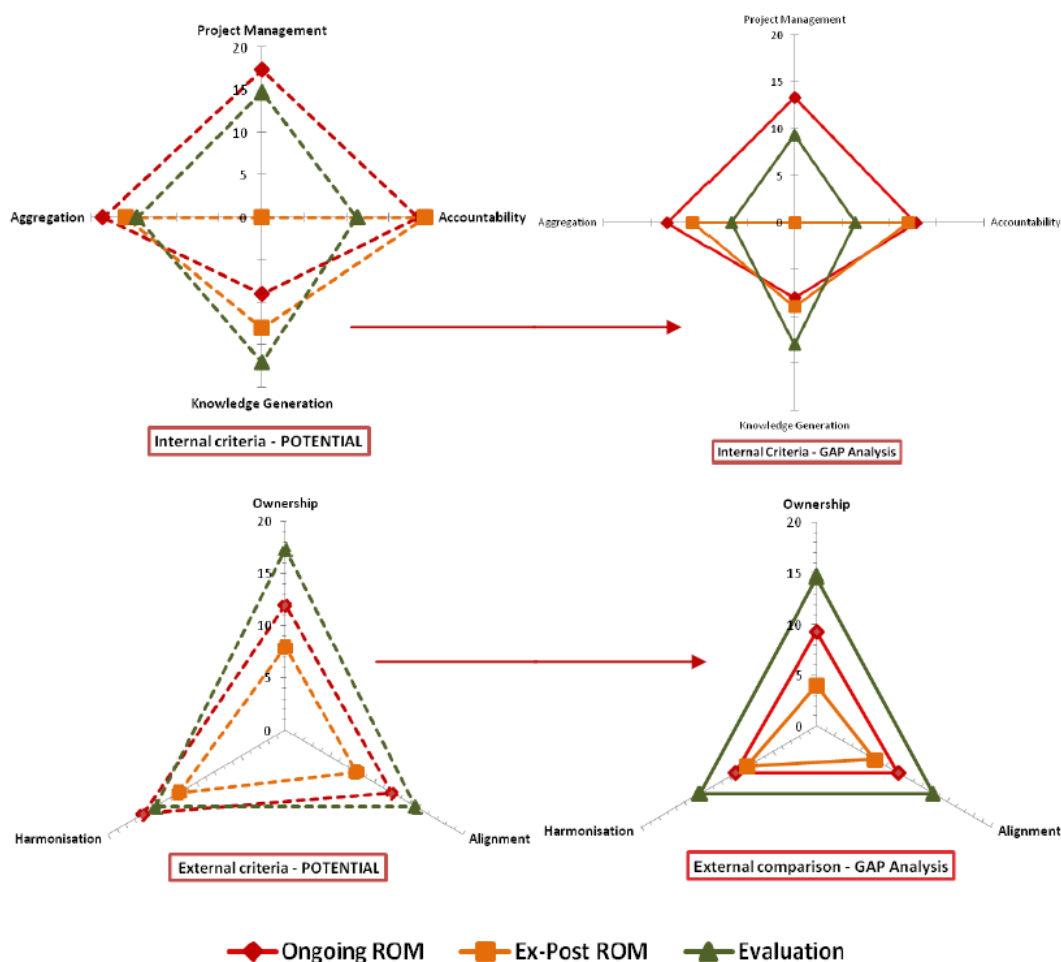 Project Management
20
15
10
5
0
Aggregation
Accountability
Knowledge Generation
Internal criteria - POTENTIAL
Project Management
20
15
10
5
0
Aggregation
Accountability
Knowledge Generation
Internal Criteria - GAP Analysis
Ownership
20
15
10
5
0
Harmonisation
Alignment
External criteria - POTENTIAL
Ownership
20
15
10
5
0
Harmonisation
Alignment
External comparison - GAP Analysis
Ongoing ROM Ex-Post ROM Evaluation